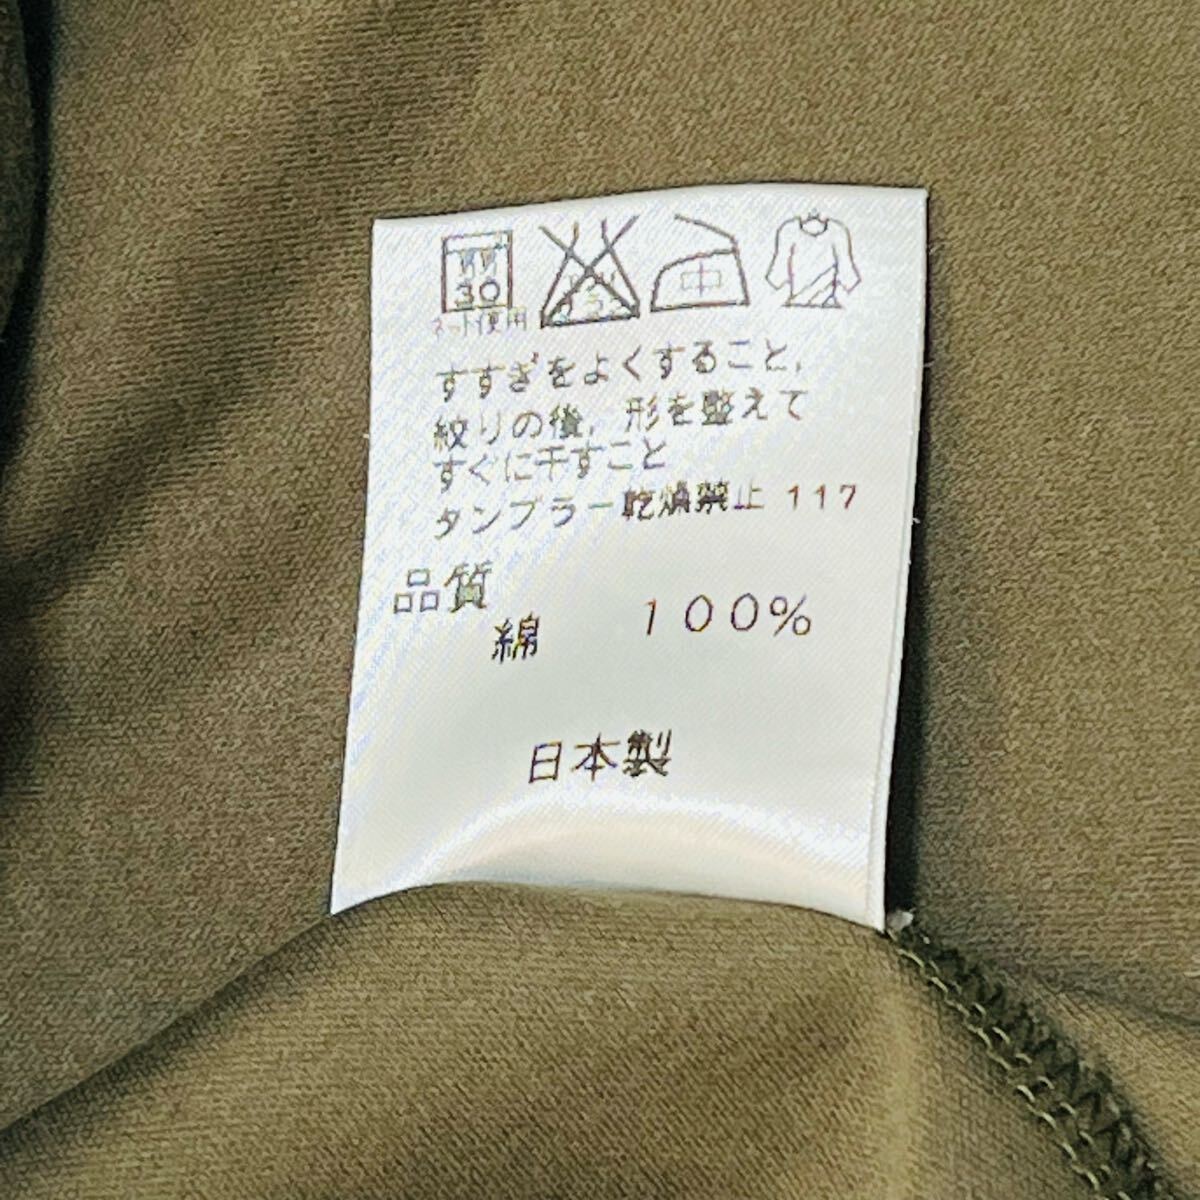 30
ネット使用
中
すすぎをよくすること,
絞りの後,形を整えて
すぐに干すこと
タンブラー乾燥禁止 117
品質
綿 100%
日本製